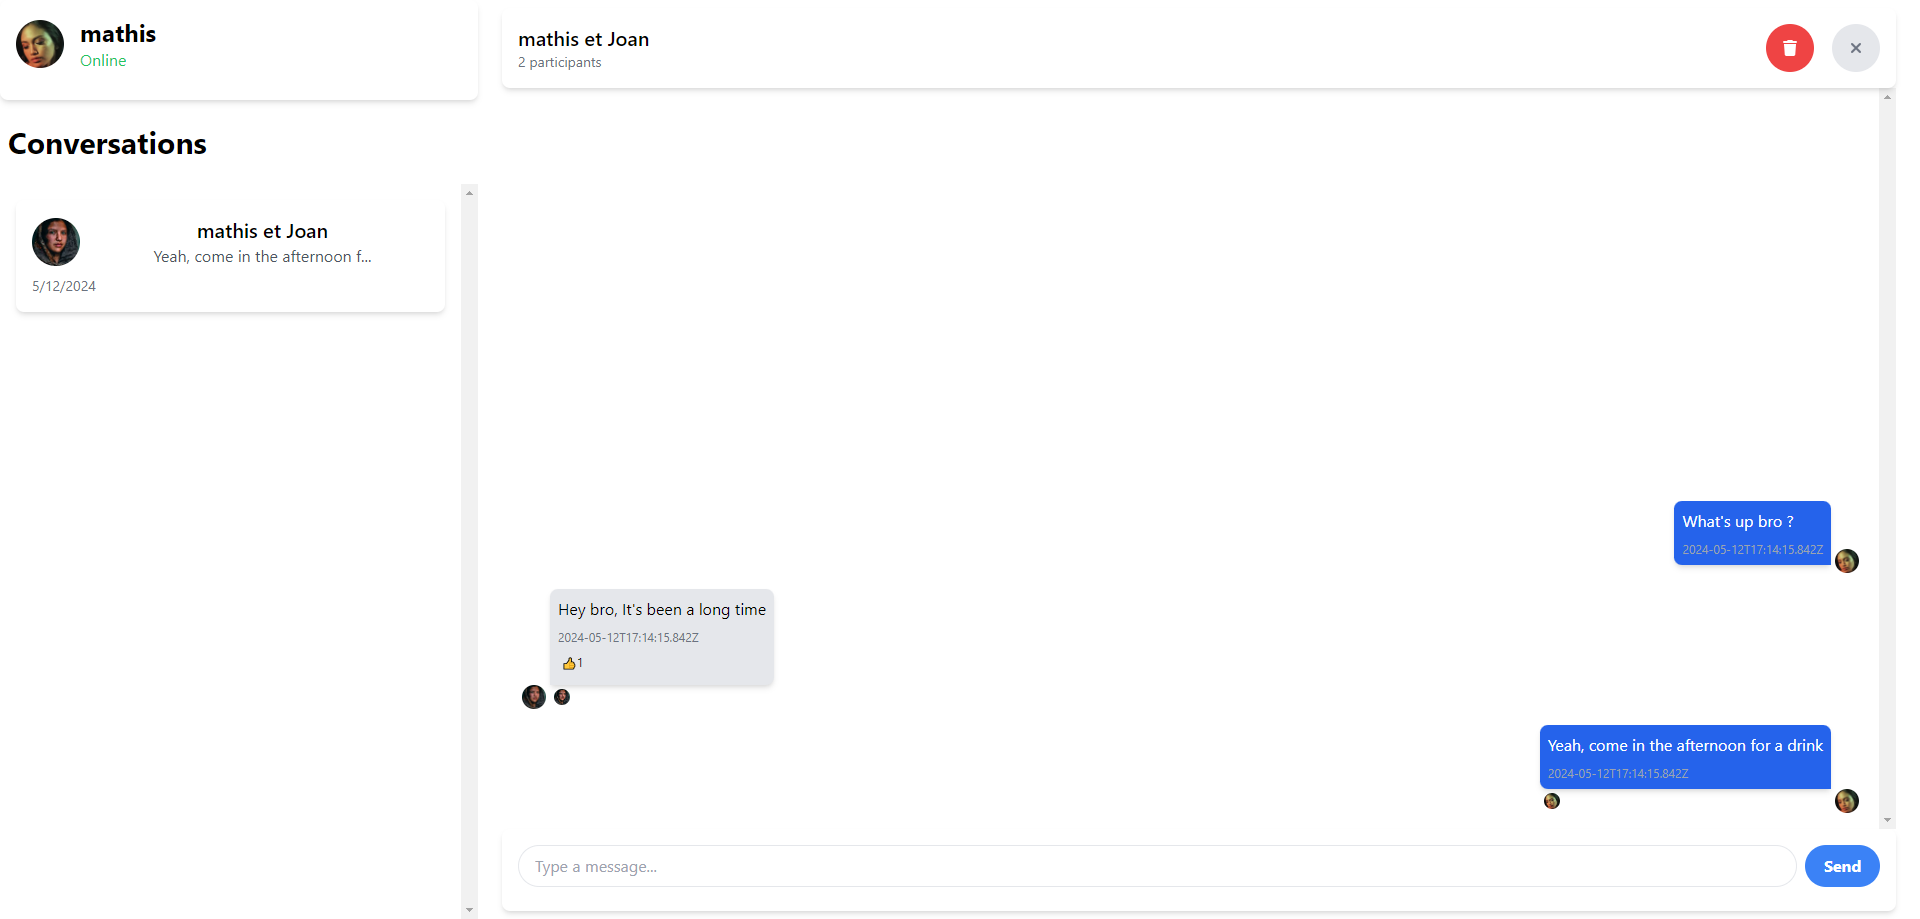 mathis
Online
Conversations
mathis et Joan
Yeah, come in the afternoon f...
5/12/2024
mathis et Joan
2 participants
What's up bro ?
2024-05-12T17:14:15.842Z
Hey bro, It's been a long time
2024-05-12T17:14:15.842Z
👍1
Yeah, come in the afternoon for a drink
2024-05-12T17:14:15.842Z
Type a message...
Send